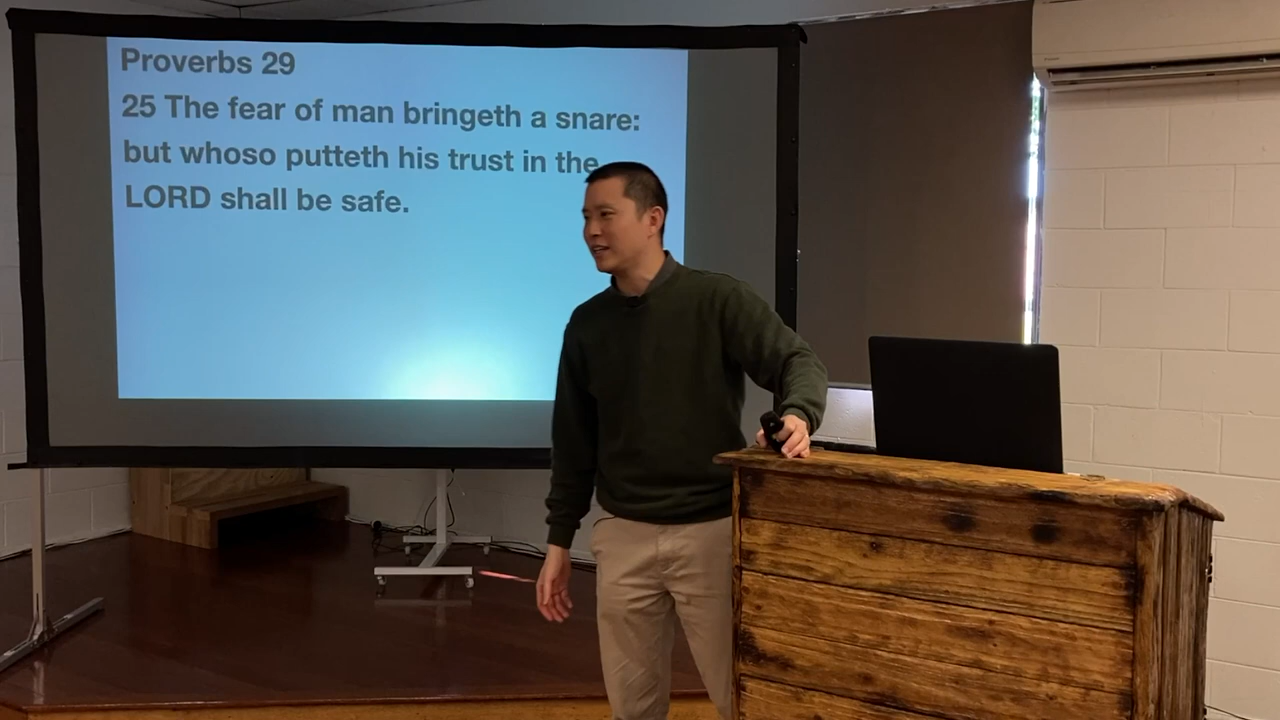 Proverbs 29
25 The fear of man bringeth a snare:
but whoso putteth his trust in the
LORD shall be safe.